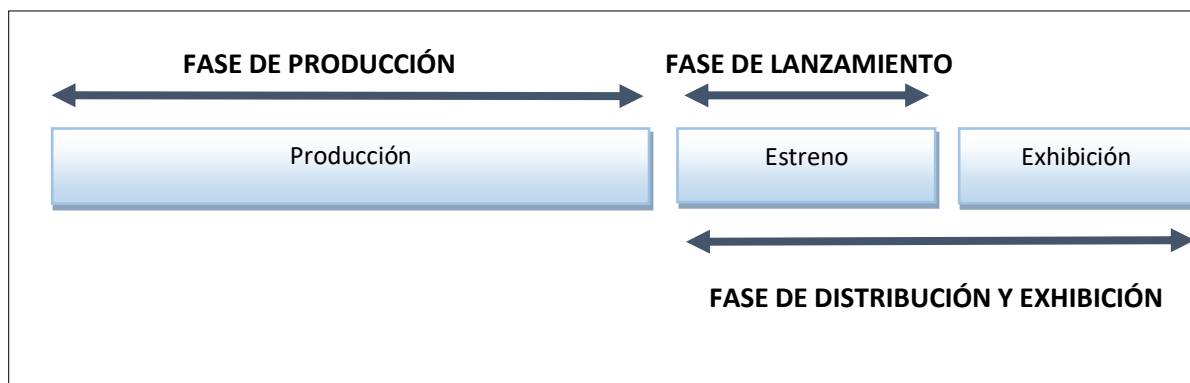 FASE DE PRODUCCIÓN
FASE DE LANZAMIENTO
Producción
Estreno
Exhibición
FASE DE DISTRIBUCIÓN Y EXHIBICIÓN